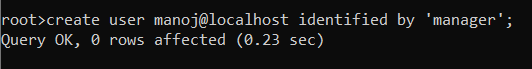 root>create user manoj@localhost identified by 'manager';
Query OK, 0 rows affected (0.23 sec)